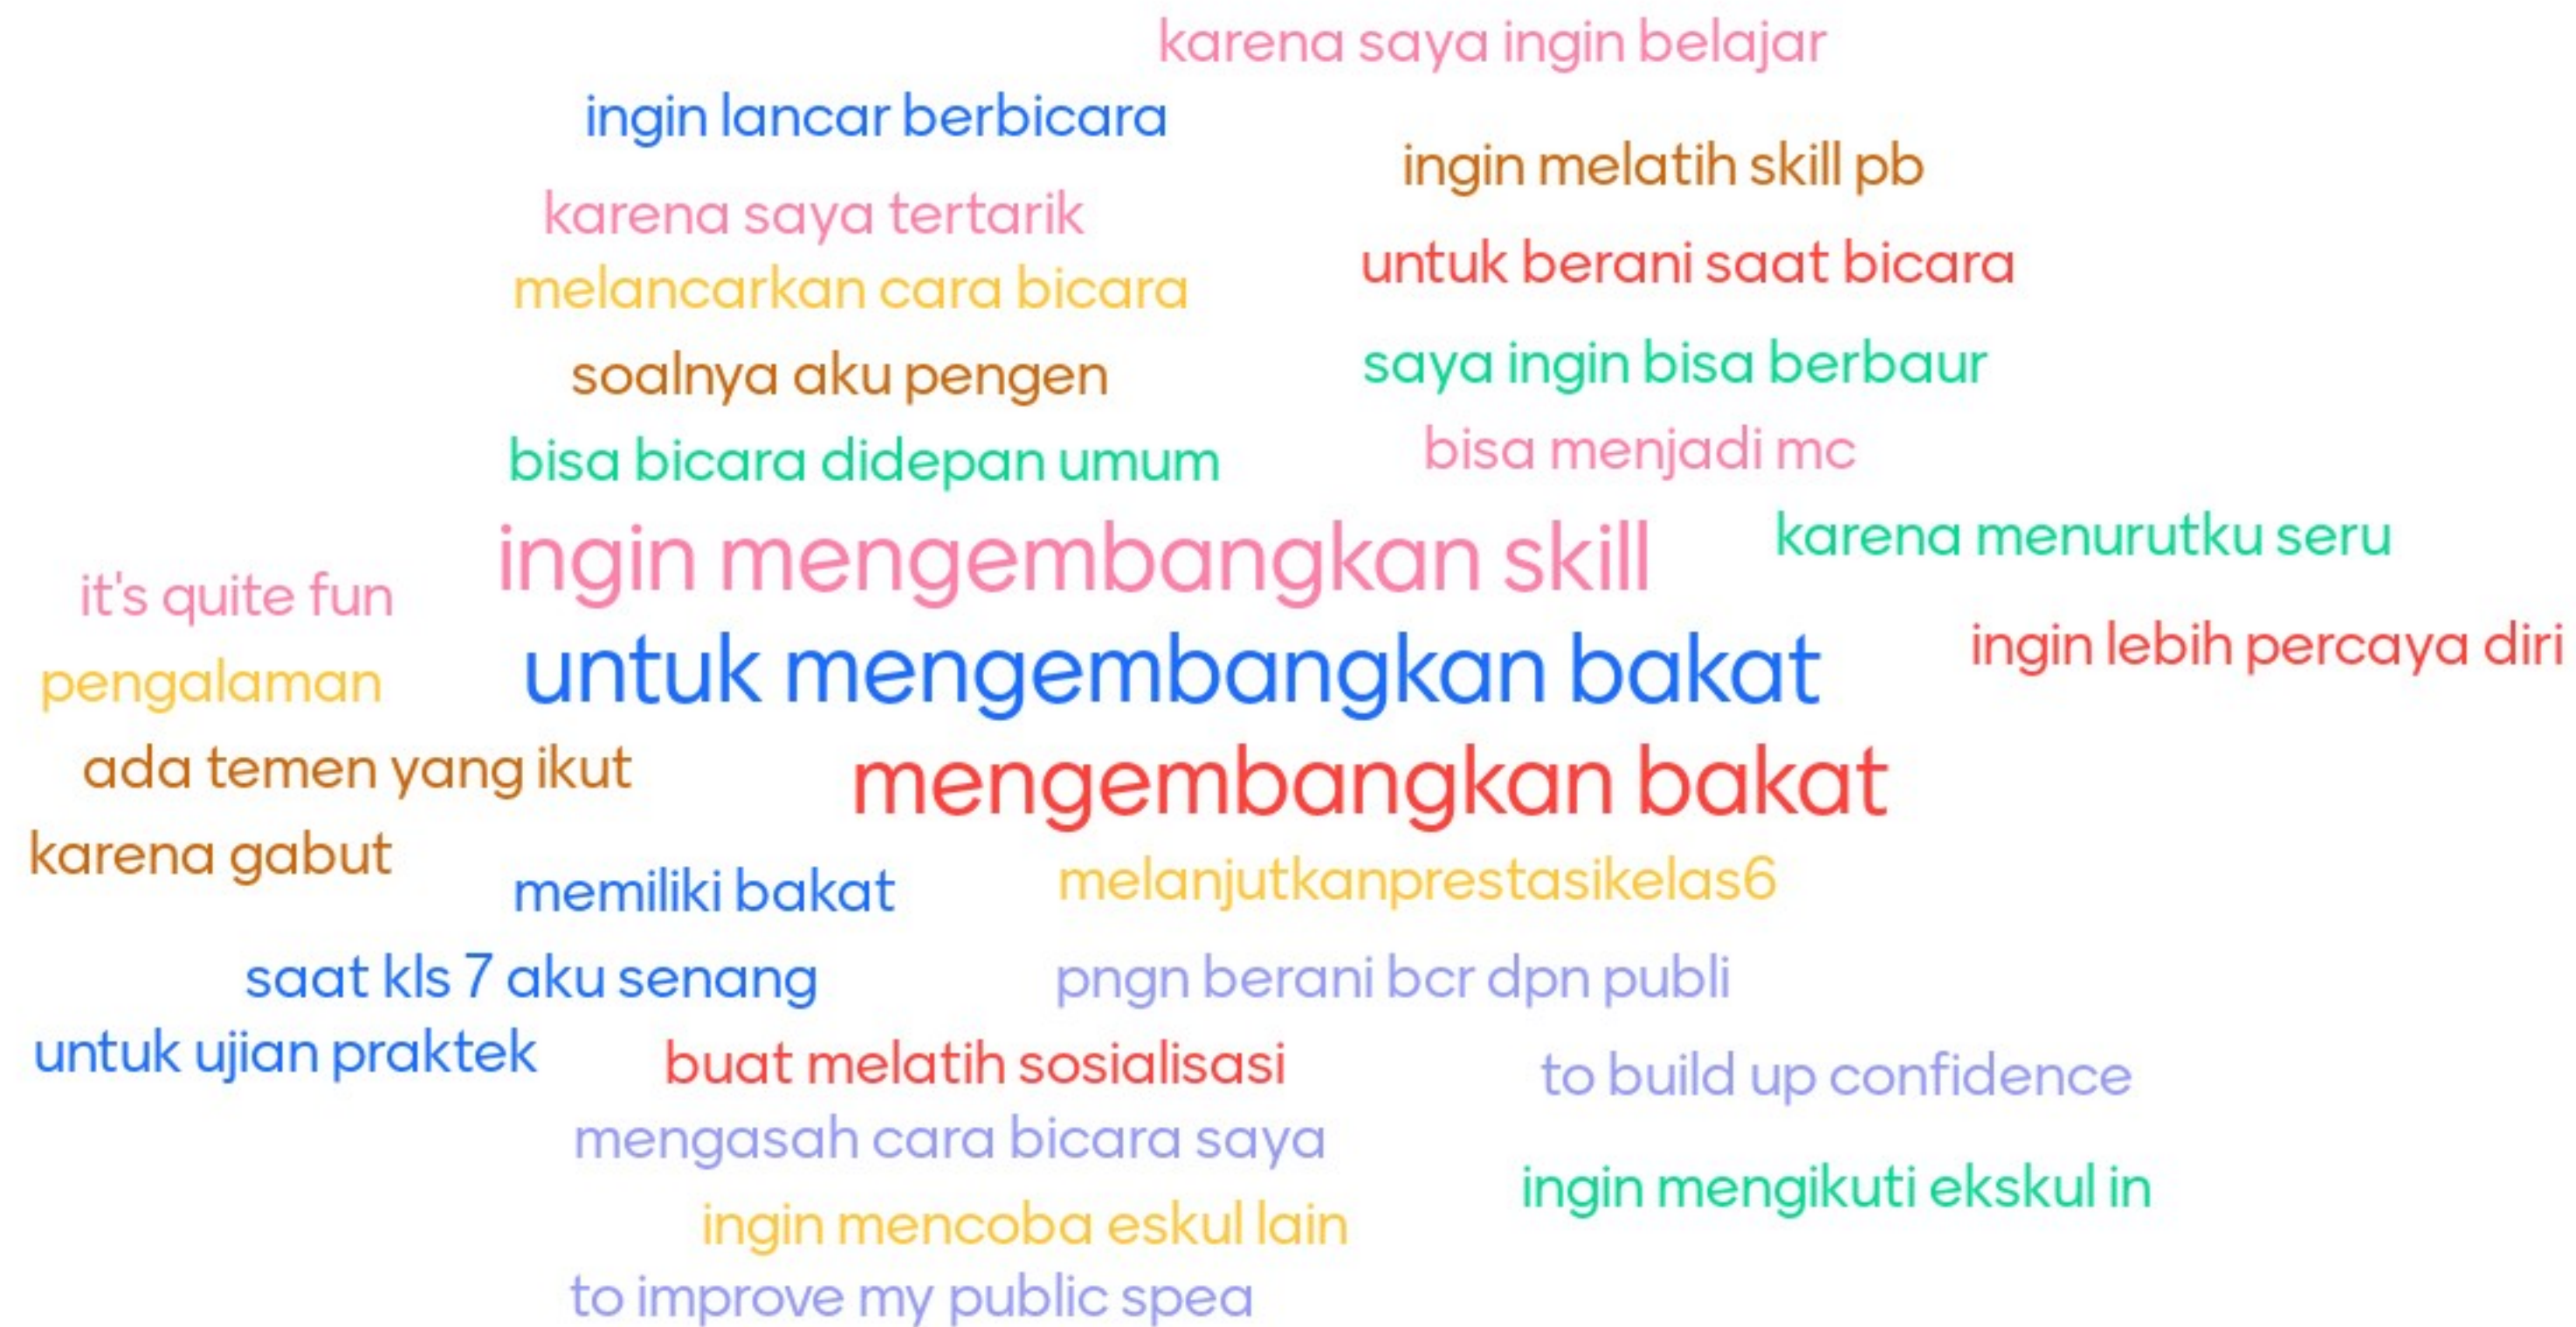 karena saya ingin belajar
ingin lancar berbicara
ingin melatih skill pb
karena saya tertarik
untuk berani saat bicara
melancarkan cara bicara
saya ingin bisa berbaur
soalnya aku pengen
bisa menjadi mc
bisa bicara didepan umum
karena menurutku seru
ingin mengembangkan skill
it's quite fun
ingin lebih percaya diri
untuk mengembangkan bakat
pengalaman
ada temen yang ikut
mengembangkan bakat
karena gabut
melanjutkanprestasikelas6
memiliki bakat
saat kls 7 aku senang
pngn berani bcr dpn publi
untuk ujian praktek
buat melatih sosialisasi
to build up confidence
mengasah cara bicara saya
ingin mengikuti ekskul in
ingin mencoba eskul lain
to improve my public spea